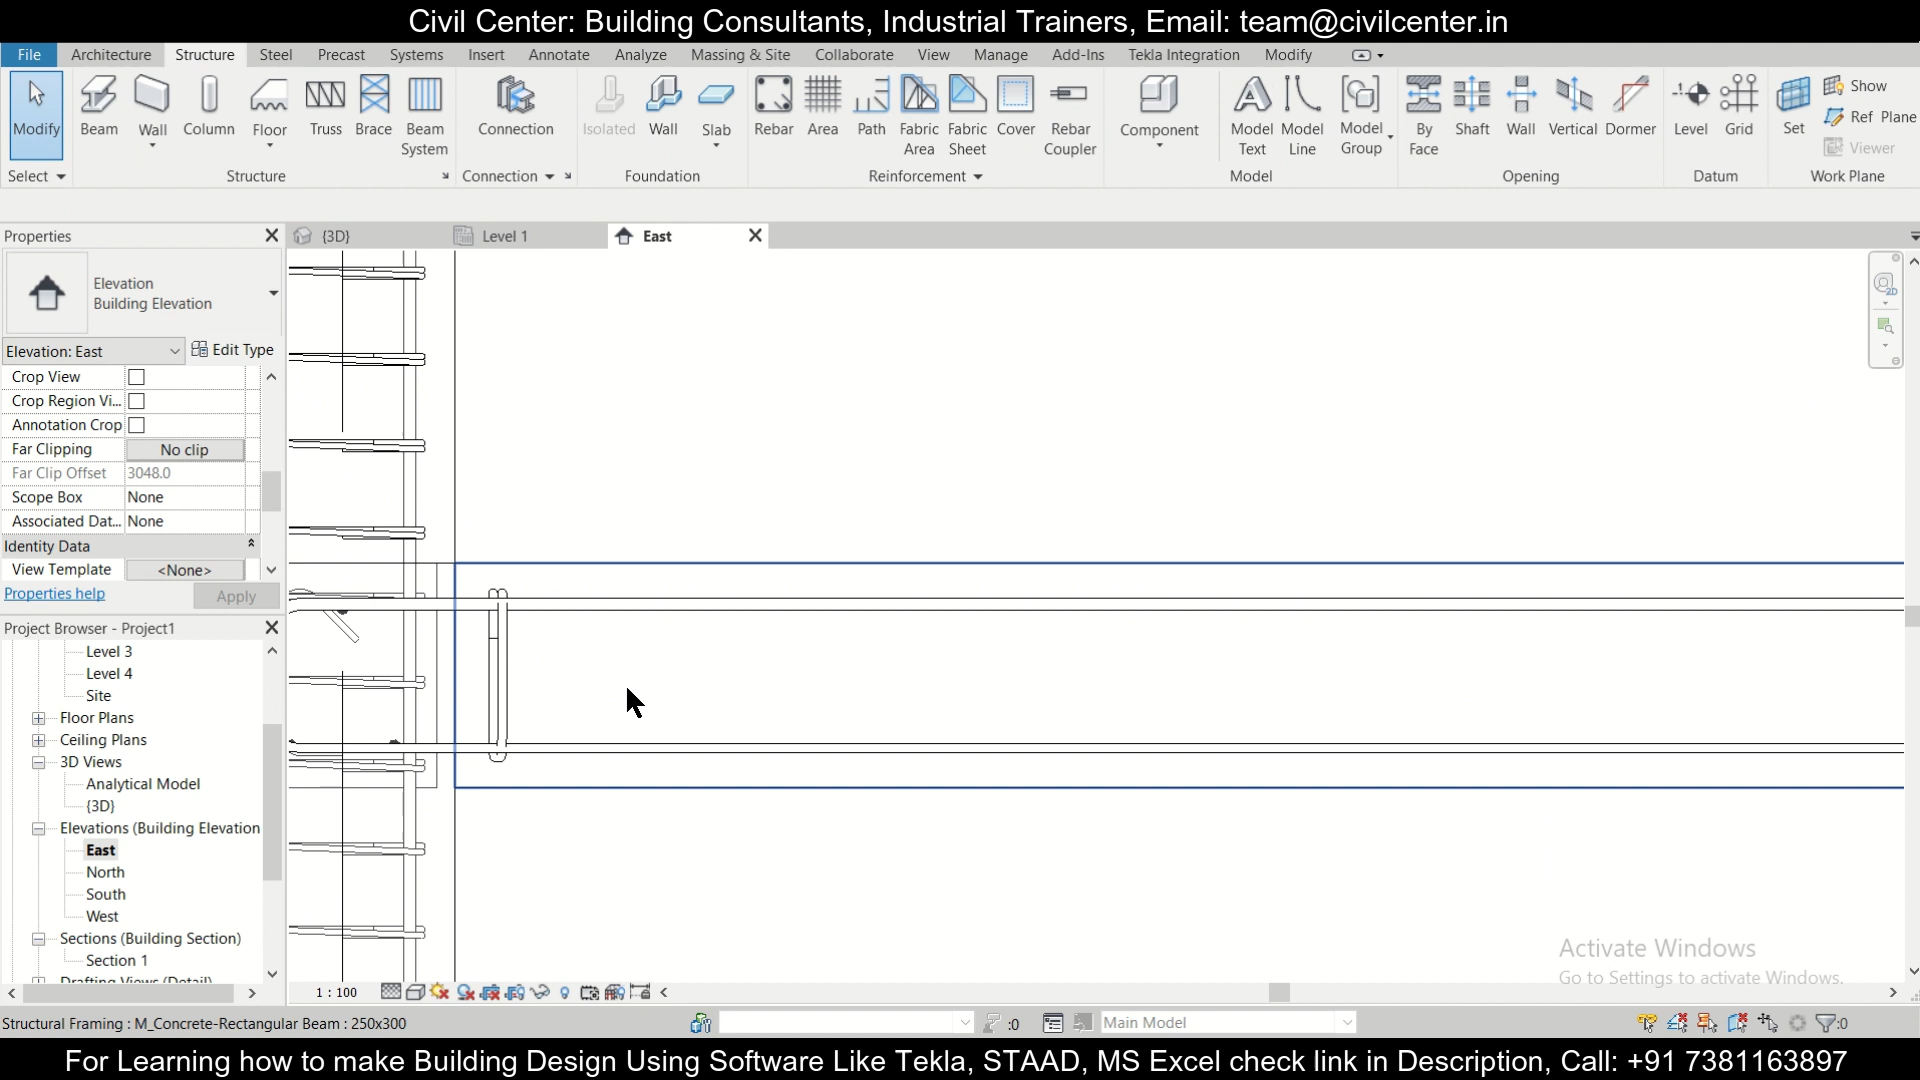 Civil Center: Building Consultants, Industrial Trainers, Email: team@civilcenter.in
File Architecture Structure Steel Precast Systems Insert Annotate Analyze Massing & Site Collaborate View Manage Add-Ins Tekla Integration Modify
Modify Beam Wall Column Floor Truss Brace Beam System Connection Isolated Wall Slab Rebar Area Path Fabric Area Fabric Sheet Cover Rebar Coupler Component Model Text Model Line Model Group By Face Shaft Wall Vertical Dormer Level Grid Set Show
Ref Plane
Viewer
Select Structure Connection Foundation Reinforcement Model Opening Datum Work Plane
Properties {3D} Level 1 East
Elevation
Building Elevation
Elevation: East Edit Type
Crop View
Crop Region Vi...
Annotation Crop
Far Clipping No clip
Far Clip Offset 3048.0
Scope Box None
Associated Dat... None
Identity Data
View Template <None>
Properties help Apply
Project Browser - Project1
Level 3
Level 4
Site
Floor Plans
Ceiling Plans
3D Views
Analytical Model
{3D}
Elevations (Building Elevation
East
North
South
West
Sections (Building Section)
Section 1
Drafting Views (Detail)
2D
Activate Windows
Go to Settings to activate Windows.
1 : 100
Structural Framing : M_Concrete-Rectangular Beam : 250x300 :0 Main Model :0
For Learning how to make Building Design Using Software Like Tekla, STAAD, MS Excel check link in Description, Call: +91 7381163897